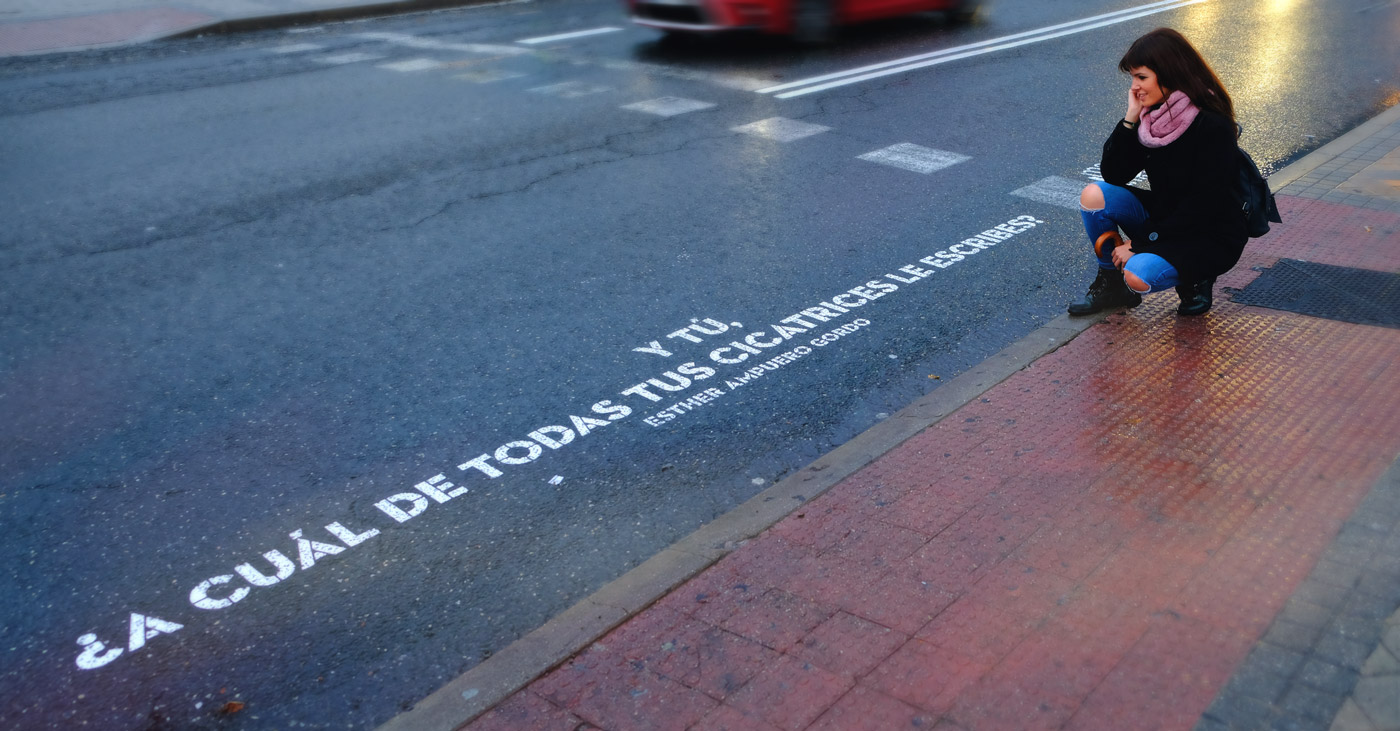 Y TÚ,
¿A CUÁL DE TODAS TUS CICATRICES LE ESCRIBES?
ESTHER AMPUERO GORDO